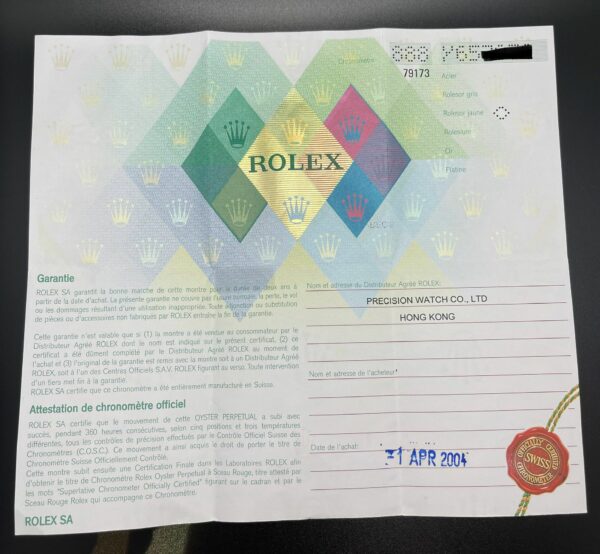 Chronomètre 888
79173 Acier
Rolesor gris
Rolesor jaune
Rolesium
Or
Platine
ROLEX
Garantie
ROLEX SA garantit la bonne marche de cette montre pour la durée de deux ans à
partir de la date d'achat. La présente garantie ne couvre pas l'usure normale, la perte, le vol
ou les dommages résultant d'une utilisation inappropriée. Toute adjonction ou substitution
de pièces ou d'accessoires non fabriqués par ROLEX entraîne la fin de la garantie.
Cette garantie n'est valable que si (1) la montre a été vendue au consommateur par le
Distributeur Agréé ROLEX dont le nom est indiqué sur le présent certificat, (2) ce
certificat a été dûment complété par le Distributeur Agréé ROLEX au moment de
l'achat et (3) l'original de la garantie est remis avec la montre soit à un Distributeur Agréé
ROLEX, soit à l'un des Centres Officiels S.A.V. ROLEX figurant au verso. Toute intervention
d'un tiers met fin à la garantie.
ROLEX SA certifie que ce chronomètre a été entièrement manufacturé en Suisse.
Attestation de chronomètre officiel
ROLEX SA certifie que le mouvement de cette OYSTER PERPETUAL a subi avec
succès, pendant 360 heures consécutives, selon cinq positions et trois températures
différentes, tous les contrôles de précision effectués par le Contrôle Officiel Suisse des
Chronomètres (C.O.S.C.). Ce mouvement a ainsi acquis le droit de porter le titre de
Chronomètre Suisse Officiellement Contrôlé.
Cette montre subit ensuite une Certification Finale dans les Laboratoires ROLEX afin
d'obtenir le titre de Chronomètre Rolex Oyster Perpetual à Sceau Rouge, titre attesté par
les mots "Superlative Chronometer Officially Certified" figurant sur le cadran et par le
Sceau Rouge Rolex qui accompagne ce Chronomètre.
ROLEX SA
Nom et adresse du Distributeur Agréé ROLEX:
PRECISION WATCH CO., LTD
HONG KONG
Nom et adresse de l'acheteur
Date de l'achat:
-1 APR 2004
OFFICIALLY CERTIFIED
SWISS
CHRONOMETER